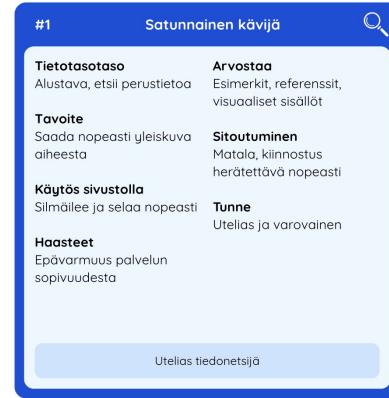 #1
Satunnainen kävijä
Tietotasotaso
Alustava, etsii perustietoa
Tavoite
Saada nopeasti yleiskuva
aiheesta
Käytös sivustolla
Silmäilee ja selaa nopeasti
Haasteet
Epävarmuus palvelun
sopivuudesta
Arvostaa
Esimerkit, referenssit,
visuaaliset sisällöt
Sitoutuminen
Matala, kiinnostus
herätettävä nopeasti
Tunne
Utelias ja varovainen
Utelias tiedonetsijä